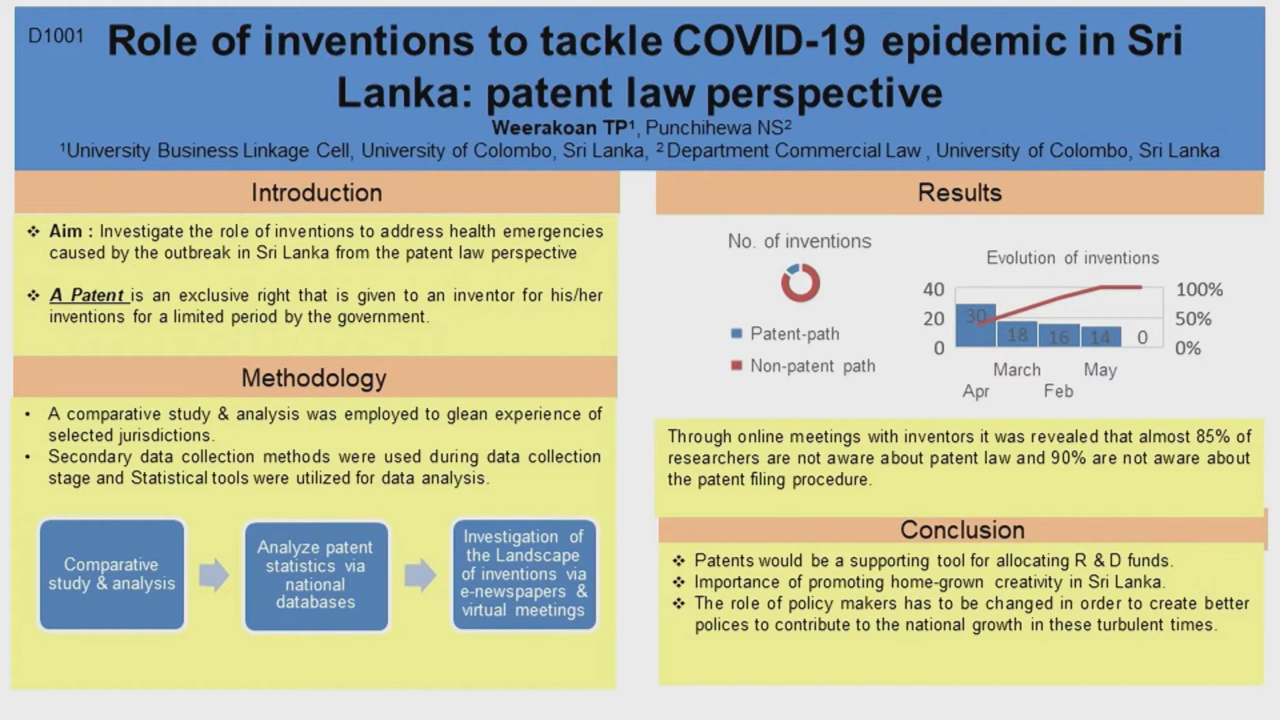 D1001
Role of inventions to tackle COVID-19 epidemic in Sri
Lanka: patent law perspective
Weerakoan TP¹, Punchihewa NS²
¹University Business Linkage Cell, University of Colombo, Sri Lanka, ²Department Commercial Law , University of Colombo, Sri Lanka
Introduction
❖ Aim : Investigate the role of inventions to address health emergencies
caused by the outbreak in Sri Lanka from the patent law perspective
❖ A Patent is an exclusive right that is given to an inventor for his/her
inventions for a limited period by the government.
Methodology
• A comparative study & analysis was employed to glean experience of
selected jurisdictions.
• Secondary data collection methods were used during data collection
stage and Statistical tools were utilized for data analysis.
Comparative
study & analysis
Analyze patent
statistics via
national
databases
Investigation of
the Landscape
of inventions via
e-newspapers &
virtual meetings
Results
No. of inventions
Patent-path
Non-patent path
Evolution of inventions
40
20
0
30
18
16
14
0
100%
50%
0%
March
May
Apr
Feb
Through online meetings with inventors it was revealed that almost 85% of
researchers are not aware about patent law and 90% are not aware about
the patent filing procedure.
Conclusion
❖ Patents would be a supporting tool for allocating R & D funds.
❖ Importance of promoting home-grown creativity in Sri Lanka.
❖ The role of policy makers has to be changed in order to create better
polices to contribute to the national growth in these turbulent times.